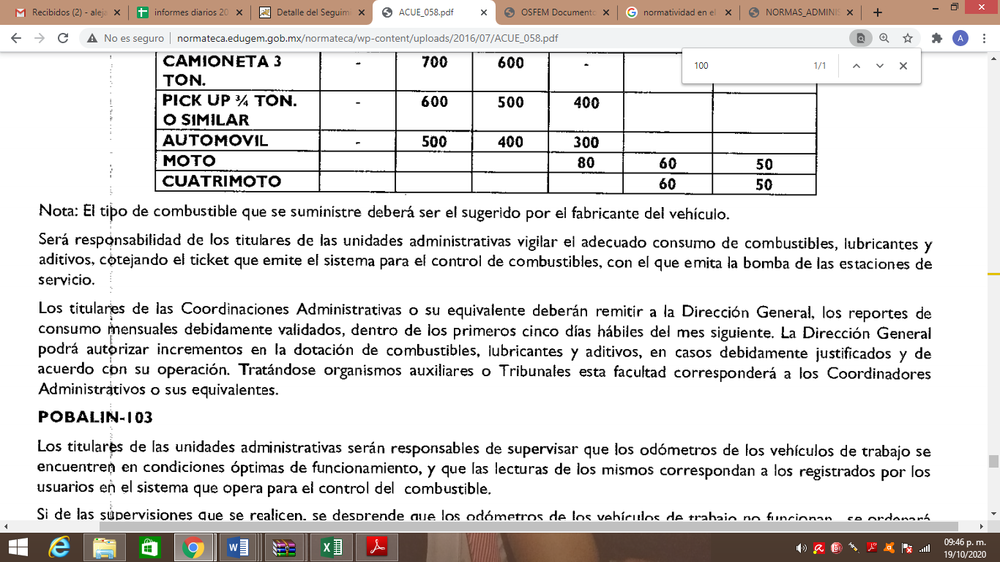 Recibidos (2) - aleja
informes diarios 20
Detalle del Seguimi
ACUE_058.pdf
OSFEM Documento
normatividad en el
NORMAS_ADMINIS
No es seguro normateca.edugem.gob.mx/normateca/wp-content/uploads/2016/07/ACUE_058.pdf
A
100 1/1
CAMIONETA 3 - 700 600 -
TON.
PICK UP ¾ TON. - 600 500 400
O SIMILAR
AUTOMOVIL - 500 400 300
MOTO 80 60 50
CUATRIMOTO 60 50
Nota: El tipo de combustible que se suministre deberá ser el sugerido por el fabricante del vehículo.
Será responsabilidad de los titulares de las unidades administrativas vigilar el adecuado consumo de combustibles, lubricantes y
aditivos, cotejando el ticket que emite el sistema para el control de combustibles, con el que emita la bomba de las estaciones de
servicio.
Los titulares de las Coordinaciones Administrativas o su equivalente deberán remitir a la Dirección General, los reportes de
consumo mensuales debidamente validados, dentro de los primeros cinco días hábiles del mes siguiente. La Dirección General
podrá autorizar incrementos en la dotación de combustibles, lubricantes y aditivos, en casos debidamente justificados y de
acuerdo con su operación. Tratándose organismos auxiliares o Tribunales esta facultad corresponderá a los Coordinadores
Administrativos o sus equivalentes.
POBALIN-103
Los titulares de las unidades administrativas serán responsables de supervisar que los odómetros de los vehículos de trabajo se
encuentren en condiciones óptimas de funcionamiento, y que las lecturas de los mismos correspondan a los registrados por los
usuarios en el sistema que opera para el control del combustible.
Si de las supervisiones que se realicen, se desprende que los odómetros de los vehículos de trabajo no funcionan, se ordenará
09:46 p. m.
19/10/2020